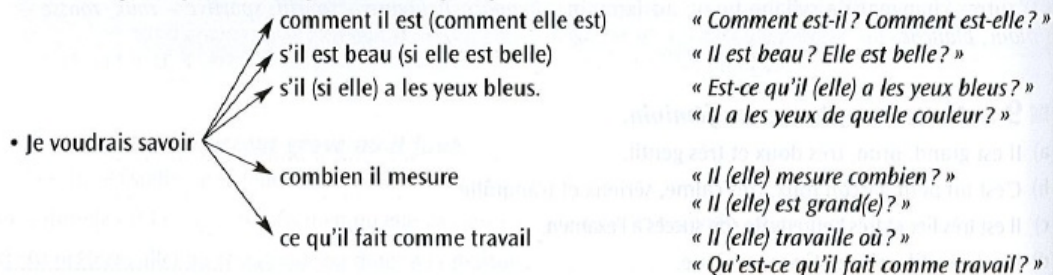 comment il est (comment elle est) « Comment est-il ? Comment est-elle ? »
s'il est beau (si elle est belle) « Il est beau ? Elle est belle ? »
s'il (si elle) a les yeux bleus. « Est-ce qu'il (elle) a les yeux bleus ? »
« Il a les yeux de quelle couleur ? »
• Je voudrais savoir
combien il mesure « Il (elle) mesure combien ? »
« Il (elle) est grand(e) ? »
ce qu'il fait comme travail « Il (elle) travaille où ? »
« Qu'est-ce qu'il fait comme travail ? »